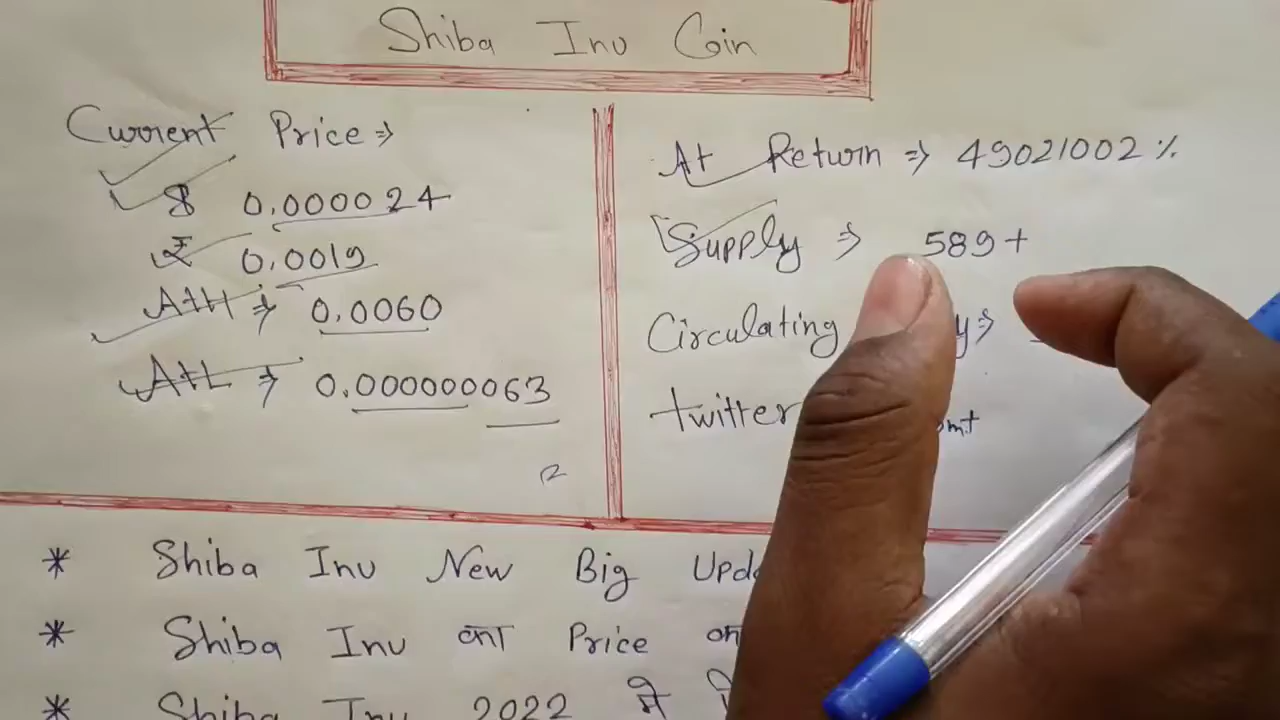 Shiba Inu Coin
Current Price ⇒
$ 0.000024
₹ 0.0019
AtH ⇒ 0.0060
AtL ⇒ 0.000000063
At Return ⇒ 49021002 %
Supply ⇒ 589+
Circulating
twitter
* Shiba Inu New Big
* Shiba Inu का Price
* Shiba Inu 2022 में